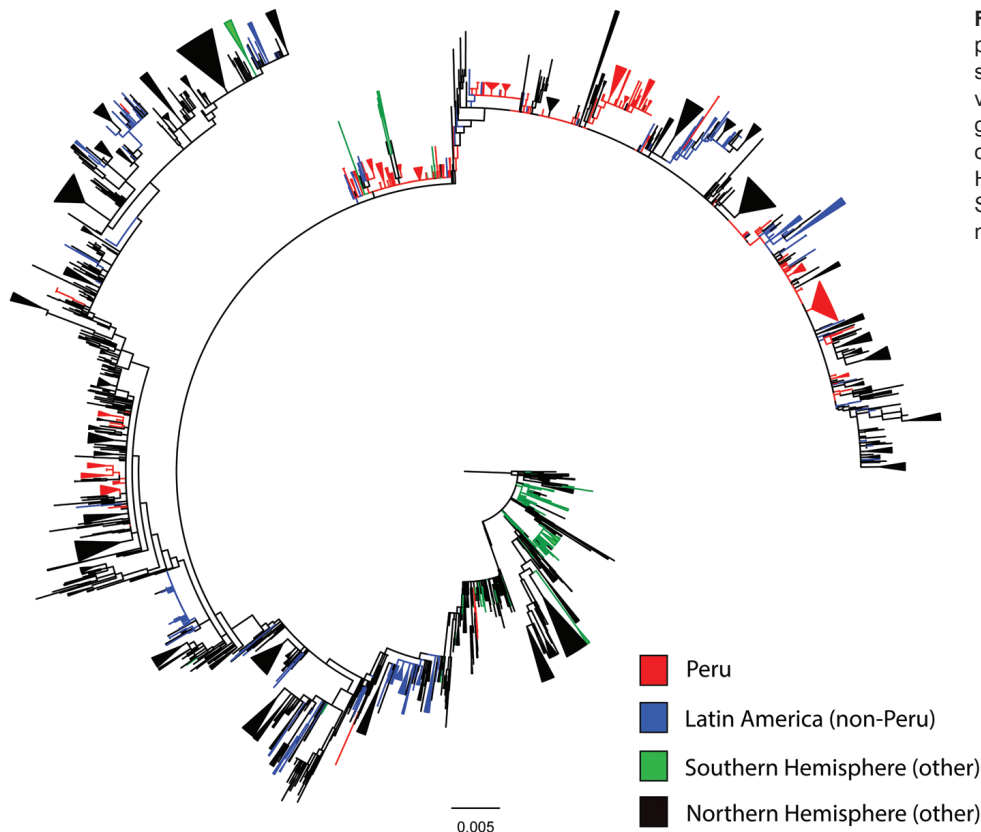 Peru
Latin America (non-Peru)
Southern Hemisphere (other)
Northern Hemisphere (other)
0.005